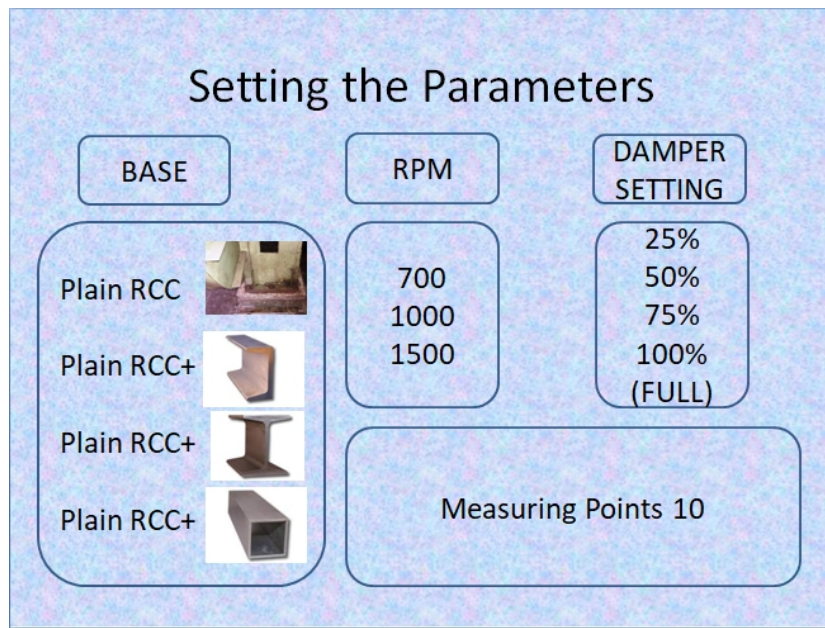 Setting the Parameters
BASE
RPM
DAMPER
SETTING
Plain RCC
Plain RCC+
Plain RCC+
Plain RCC+
700
1000
1500
25%
50%
75%
100%
(FULL)
Measuring Points 10